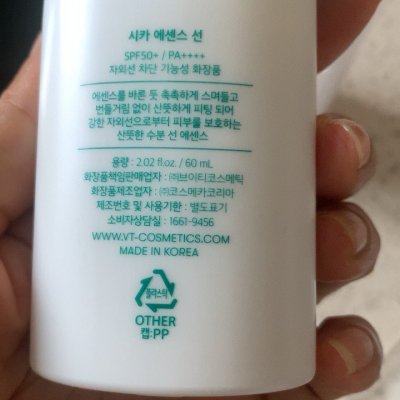 시카 에센스 선
SPF50+ / PA++++
자외선 차단 기능성 화장품
에센스를 바른 듯 촉촉하게 스며들고
번들거림 없이 산뜻하게 피팅 되어
강한 자외선으로부터 피부를 보호하는
산뜻한 수분 선 에센스
용량 : 2.02 fl.oz. / 60 mL
화장품책임판매업자 : ㈜브이티코스메틱
화장품제조업자 : ㈜코스메카코리아
제조번호 및 사용기한 : 별도표기
소비자상담실 : 1661-9456
WWW.VT-COSMETICS.COM
MADE IN KOREA
플라스틱
OTHER
캡:PP